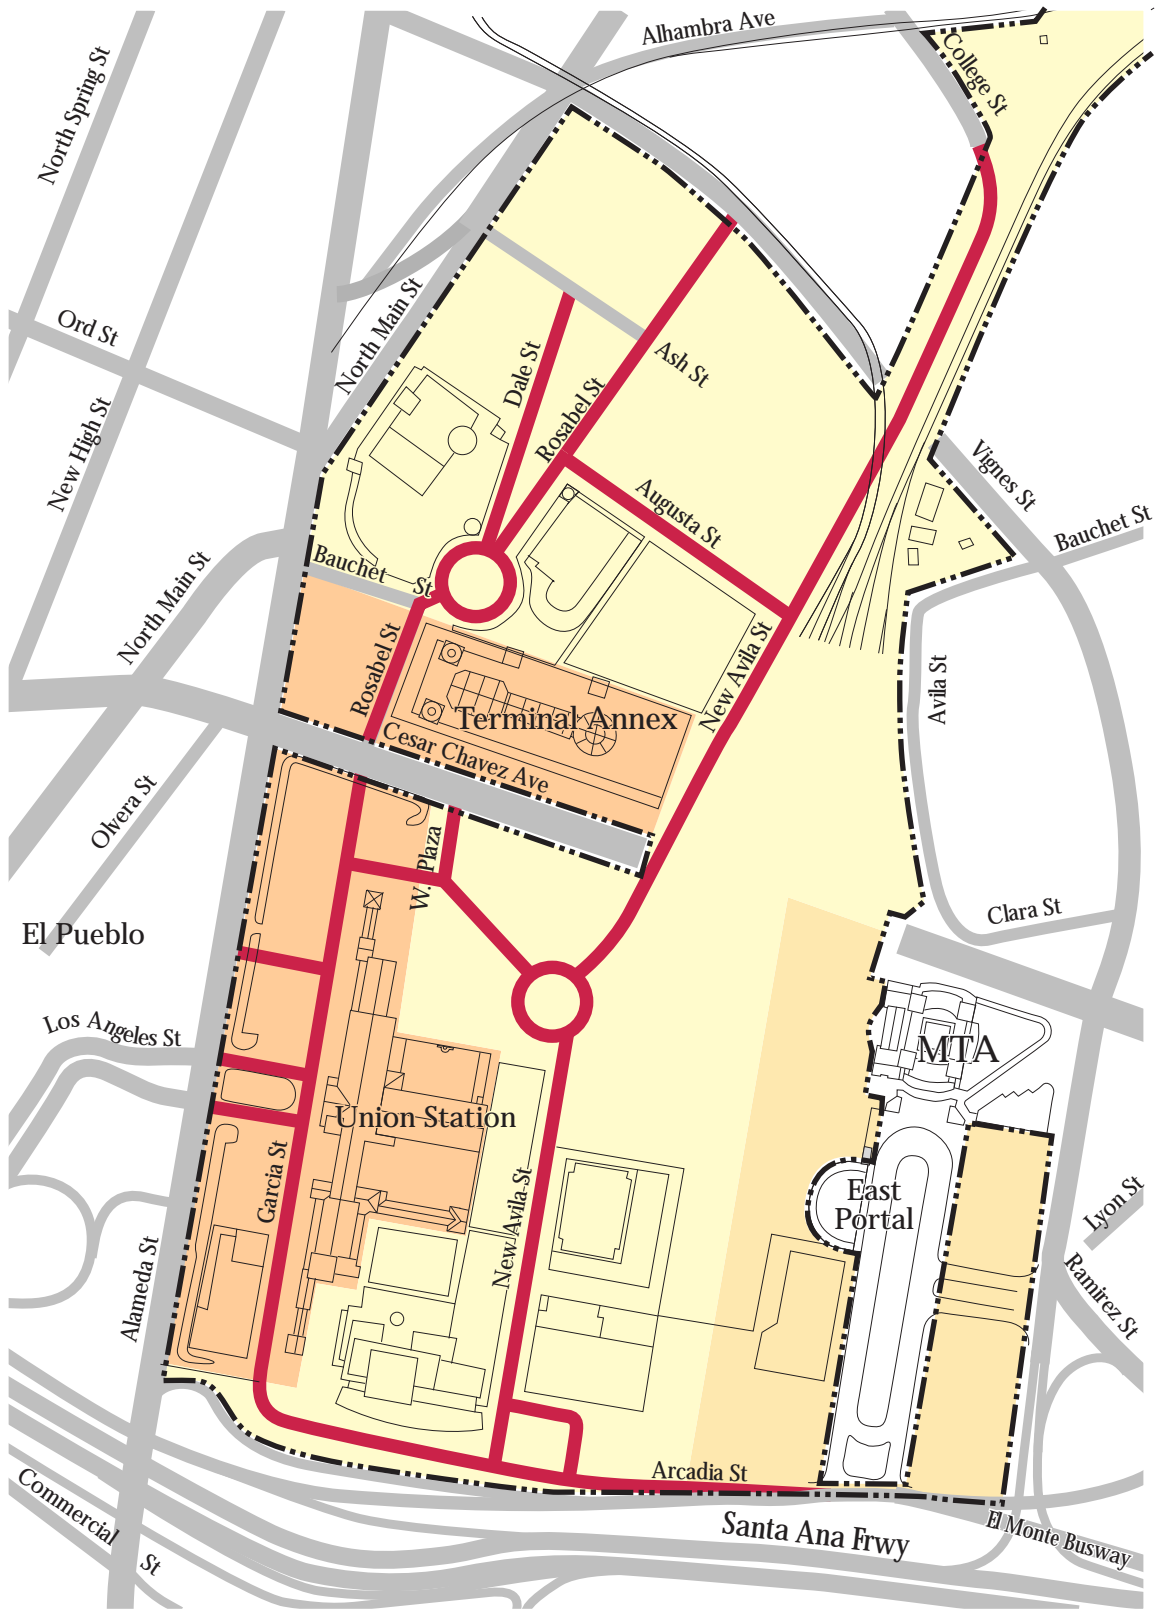 Alhambra Ave
College St
North Spring St
Ord St
North Main St
Dale St
Ash St
Rosabel St
New High St
Augusta St
Vignes St
Bauchet St
Bauchet St
North Main St
Rosabel St
New Avila St
Avila St
Terminal Annex
Cesar Chavez Ave
Olvera St
W. Plaza
El Pueblo
Clara St
Los Angeles St
MTA
Union Station
Garcia St
New Avila St
East
Portal
Lyon St
Ramirez St
Alameda St
Arcadia St
Commercial St
Santa Ana Frwy
El Monte Busway